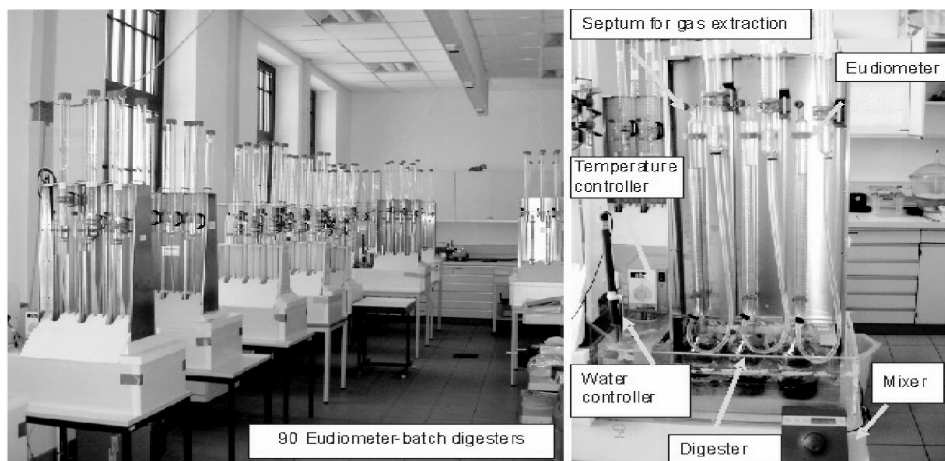 90 Eudiometer-batch digesters
Septum for gas extraction
Eudiometer
Temperature
controller
Water
controller
Digester
Mixer